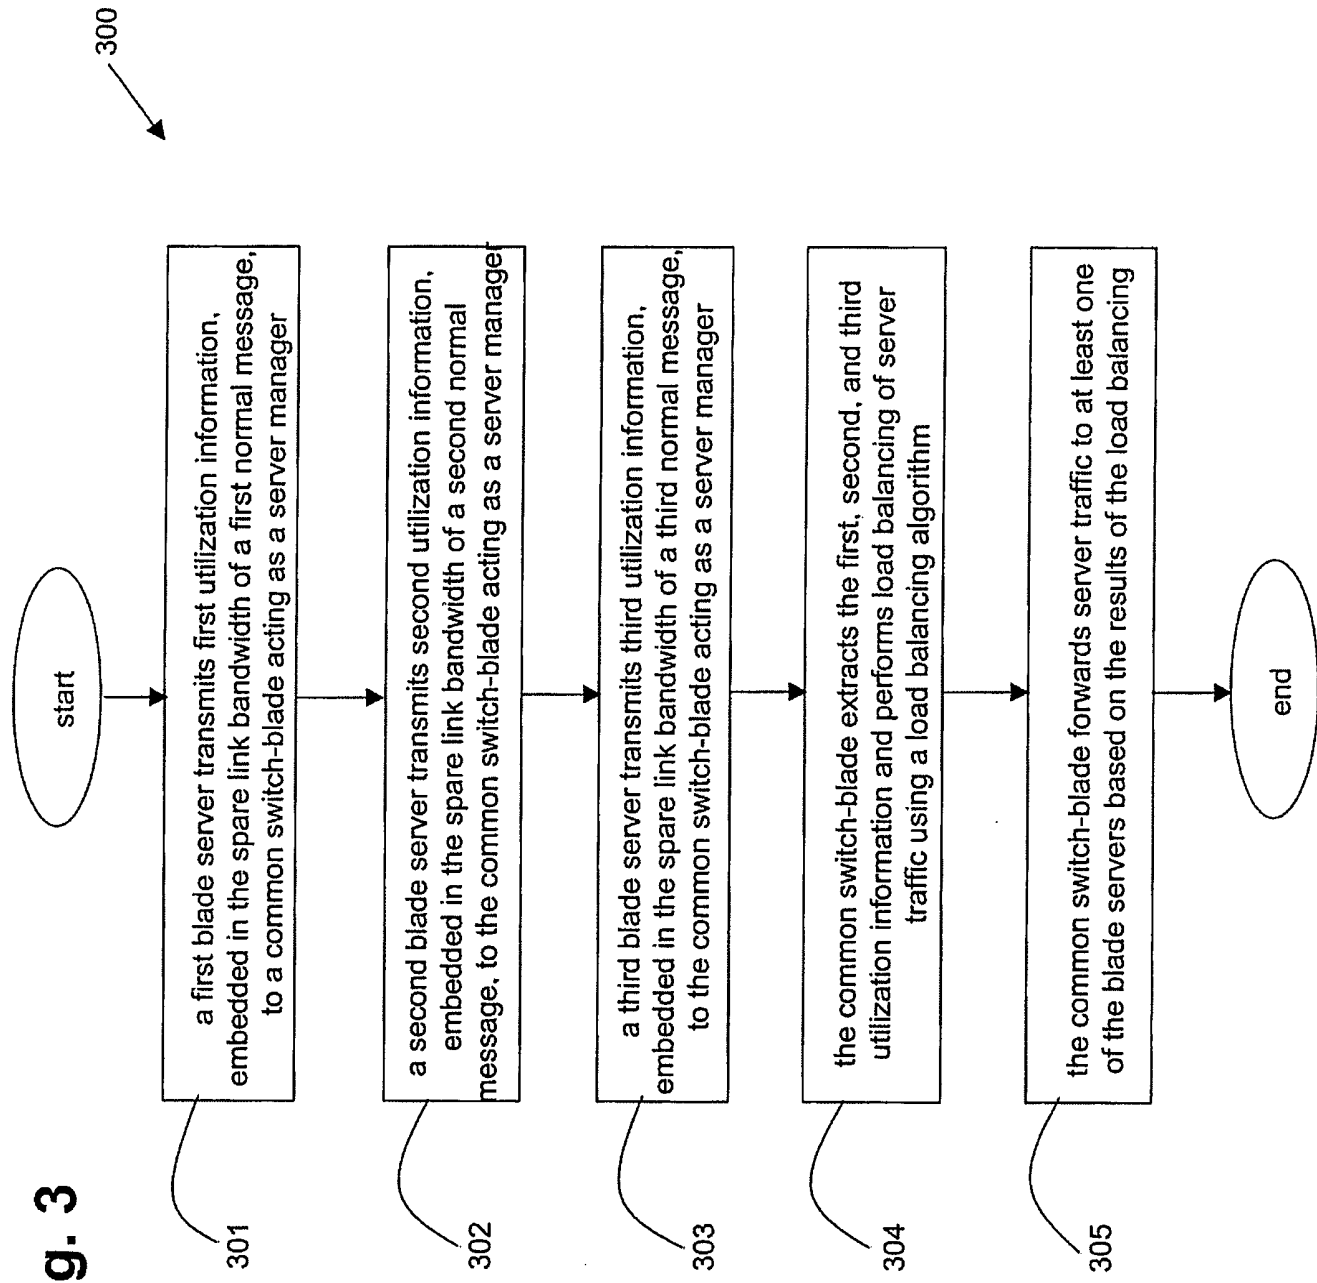 g. 3
300
start
301
a first blade server transmits first utilization information,
embedded in the spare link bandwidth of a first normal message,
to a common switch-blade acting as a server manager
302
a second blade server transmits second utilization information,
embedded in the spare link bandwidth of a second normal
message, to the common switch-blade acting as a server manager
303
a third blade server transmits third utilization information,
embedded in the spare link bandwidth of a third normal message,
to the common switch-blade acting as a server manager
304
the common switch-blade extracts the first, second, and third
utilization information and performs load balancing of server
traffic using a load balancing algorithm
305
the common switch-blade forwards server traffic to at least one
of the blade servers based on the results of the load balancing
end